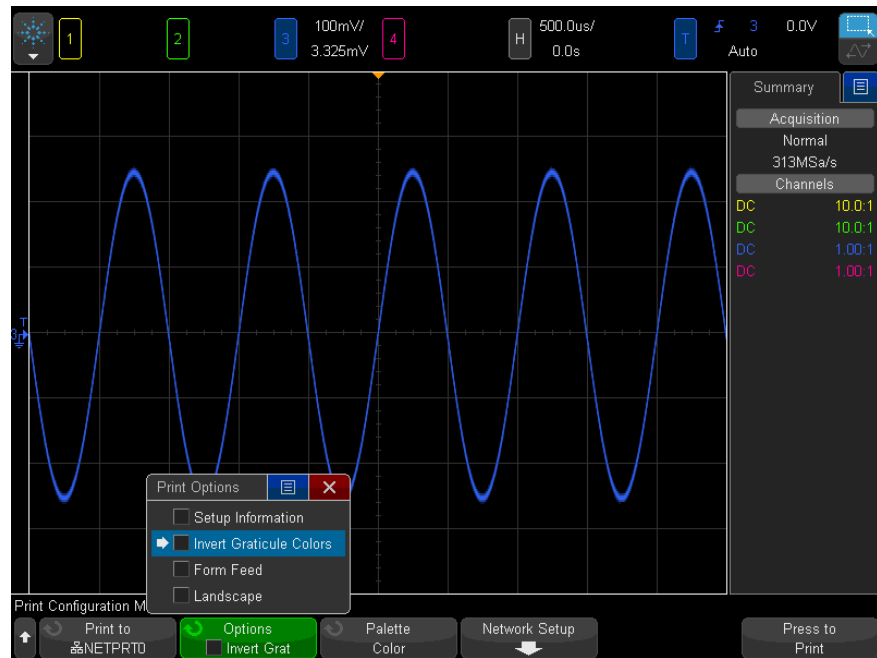 1
2
3
100mV/
3.325mV
4
H
500.0us/
0.0s
T
3
0.0V
Auto
Summary
Acquisition
Normal
313MSa/s
Channels
DC 10.0:1
DC 10.0:1
DC 1.00:1
DC 1.00:1
T
3
Print Options
Setup Information
Invert Graticule Colors
Form Feed
Landscape
Print Configuration M
Print to
NETPRT0
Options
Invert Grat
Palette
Color
Network Setup
Press to
Print